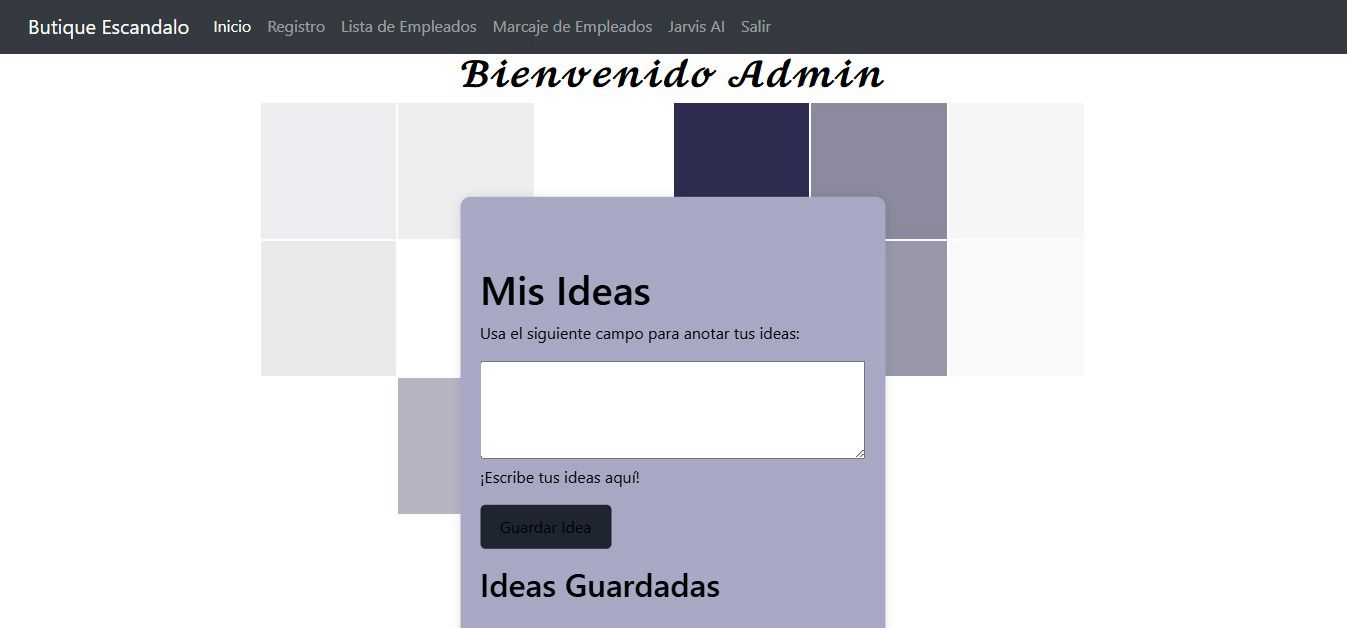 Butique Escandalo Inicio Registro Lista de Empleados Marcaje de Empleados Jarvis AI Salir
Bienvenido Admin
Mis Ideas
Usa el siguiente campo para anotar tus ideas:
¡Escribe tus ideas aquí!
Guardar Idea
Ideas Guardadas